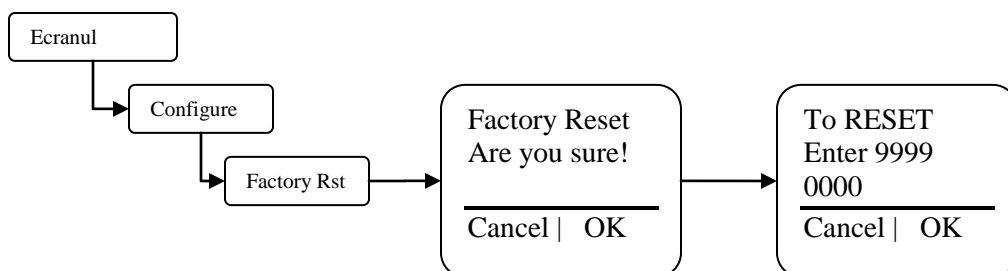 Ecranul
Configure
Factory Rst
Factory Reset
Are you sure!
Cancel | OK
To RESET
Enter 9999
0000
Cancel | OK